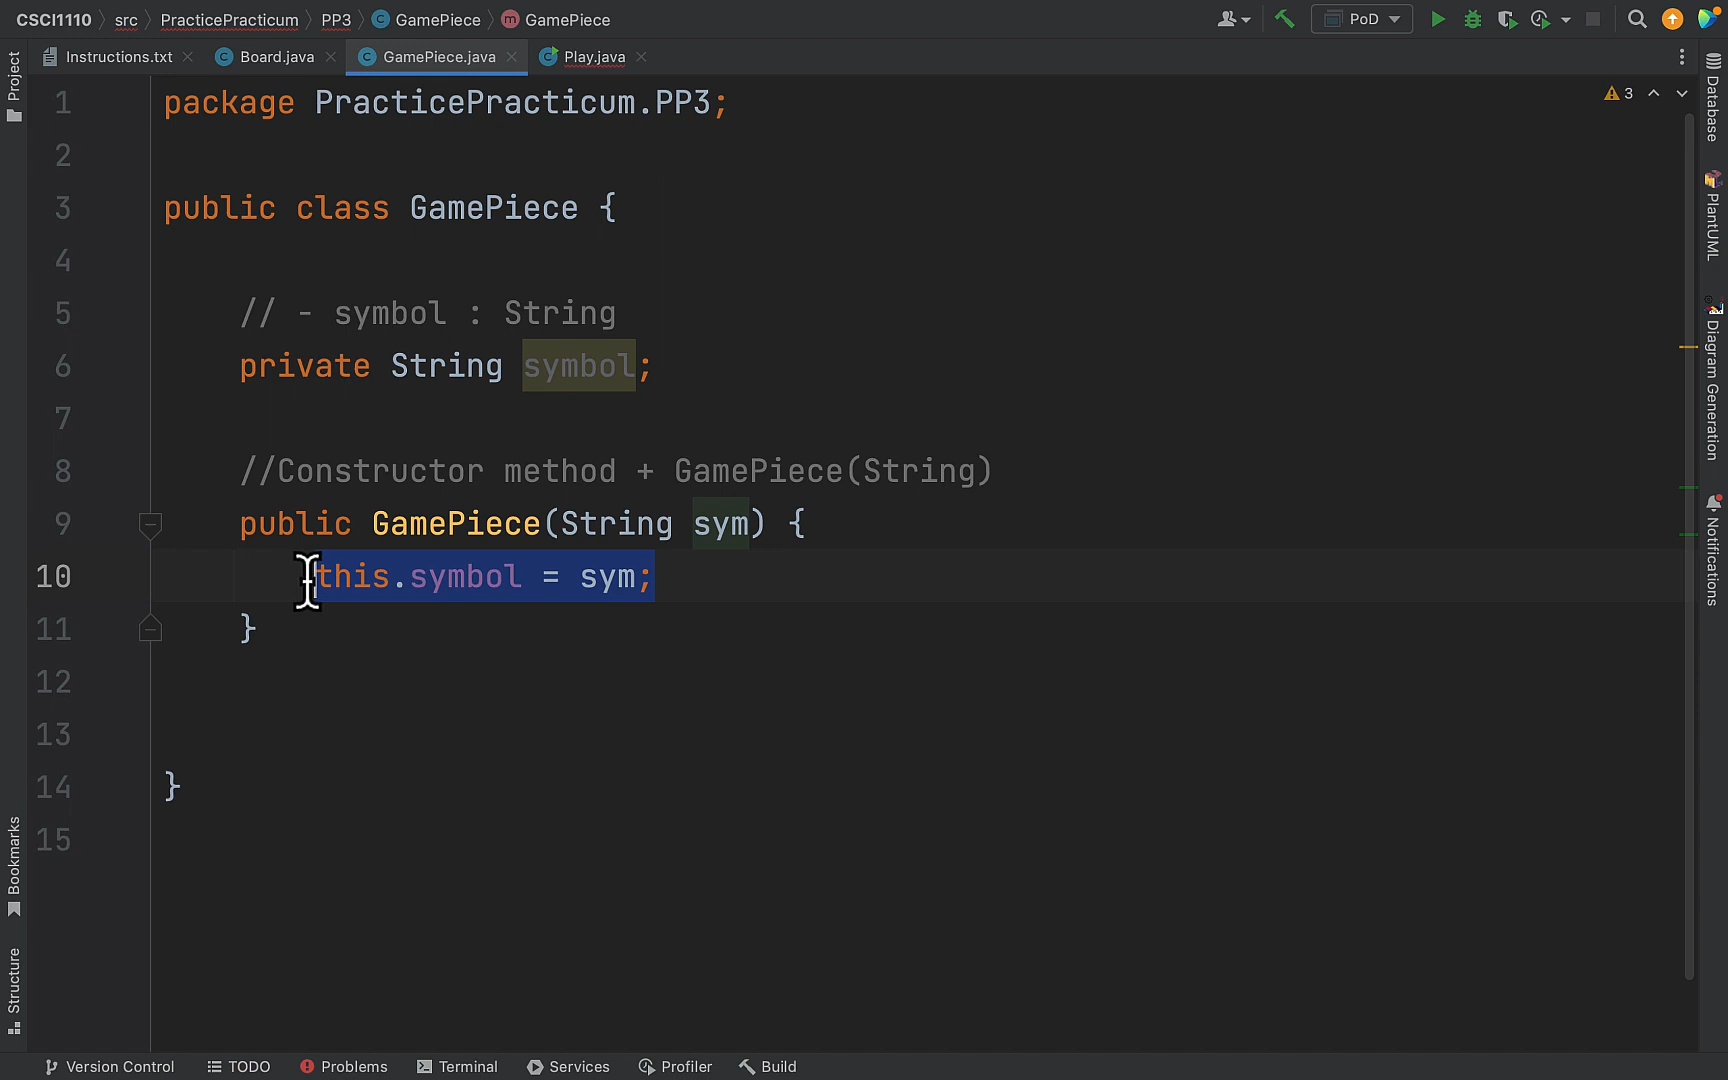 CSCI1110 src PracticePracticum PP3 GamePiece GamePiece PoD
Instructions.txt Board.java GamePiece.java Play.java
Project
Bookmarks
Structure
1 package PracticePracticum.PP3;
2
3 public class GamePiece {
4
5 // - symbol : String
6 private String symbol;
7
8 //Constructor method + GamePiece(String)
9 public GamePiece(String sym) {
10 this.symbol = sym;
11 }
12
13
14 }
15
3
Database
PlantUML
Diagram Generation
Notifications
Version Control TODO Problems Terminal Services Profiler Build